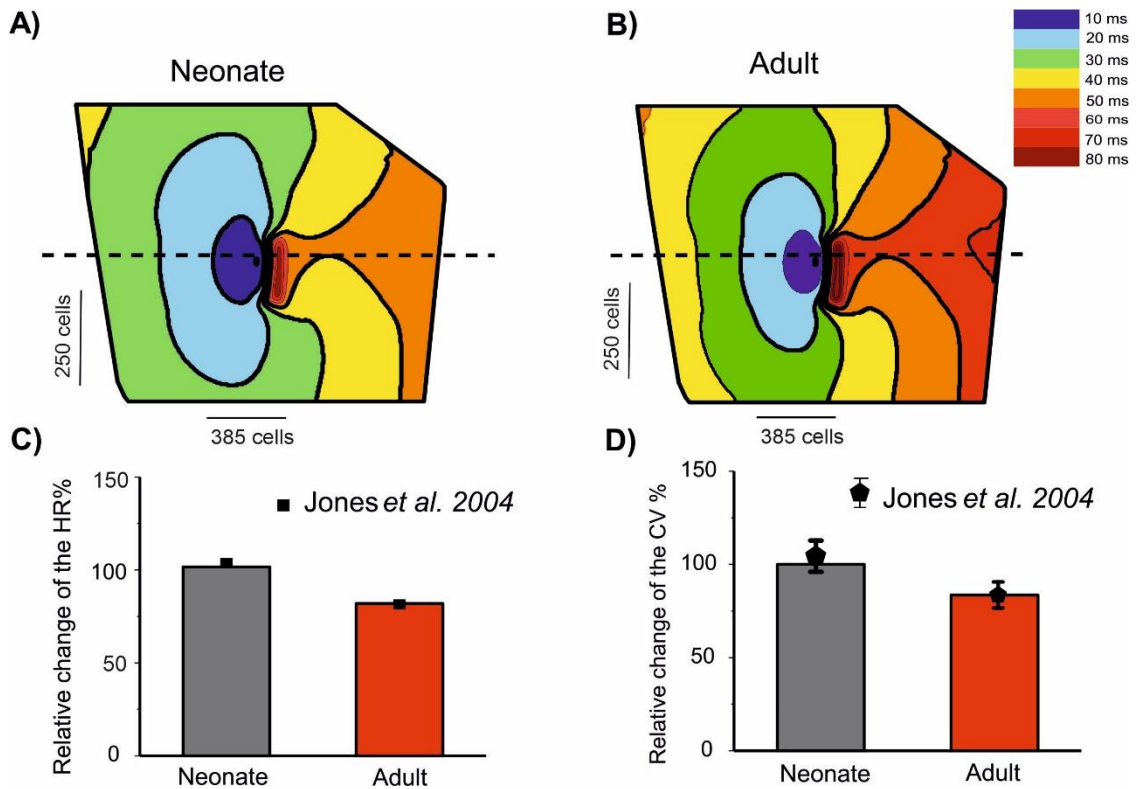 A)
Neonate
250 cells
385 cells
B)
Adult
250 cells
385 cells
10 ms
20 ms
30 ms
40 ms
50 ms
60 ms
70 ms
80 ms
C)
Relative change of the HR%
150
100
50
0
Jones et al. 2004
Neonate
Adult
D)
Relative change of the CV %
150
100
50
0
Jones et al. 2004
Neonate
Adult